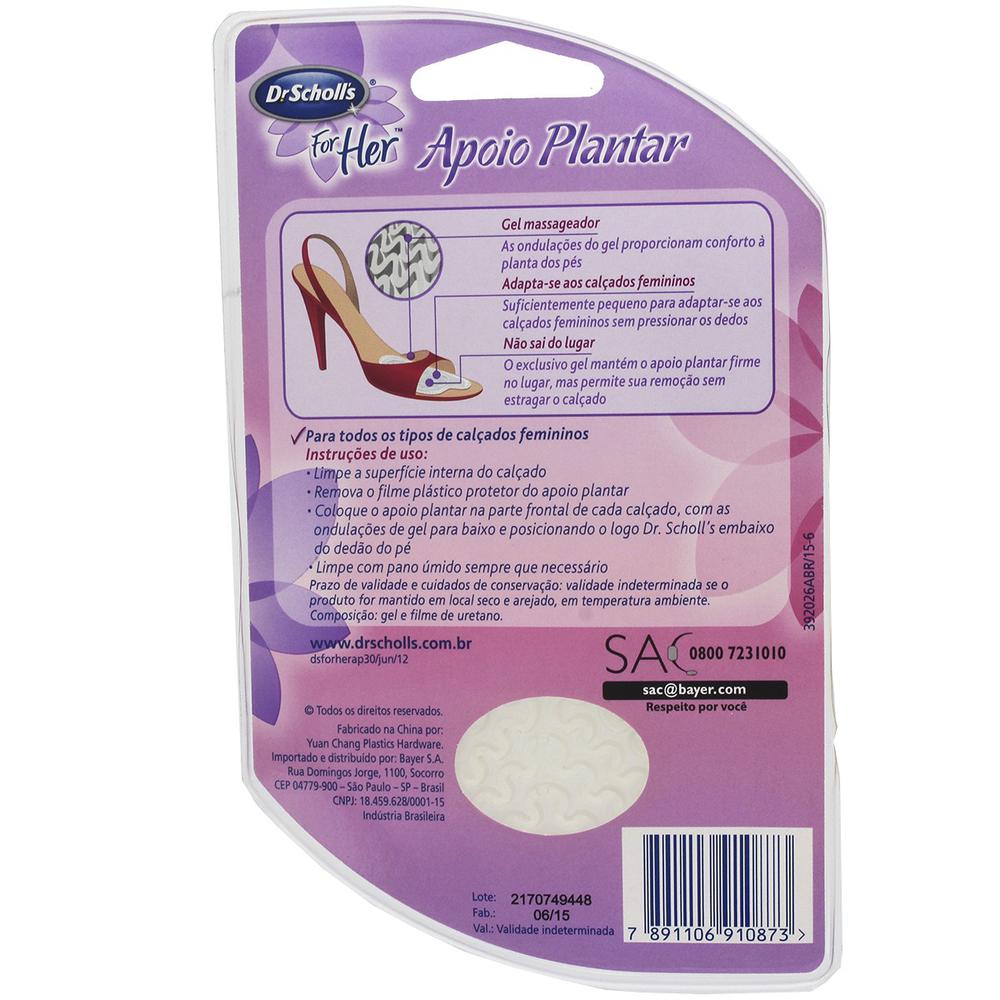 Dr.Scholl's®
For Her™
Apoio Plantar
Gel massageador
As ondulações do gel proporcionam conforto à
planta dos pés
Adapta-se aos calçados femininos
Suficientemente pequeno para adaptar-se aos
calçados femininos sem pressionar os dedos
Não sai do lugar
O exclusivo gel mantém o apoio plantar firme
no lugar, mas permite sua remoção sem
estragar o calçado
✓Para todos os tipos de calçados femininos
Instruções de uso:
• Limpe a superfície interna do calçado
• Remova o filme plástico protetor do apoio plantar
• Coloque o apoio plantar na parte frontal de cada calçado, com as
ondulações de gel para baixo e posicionando o logo Dr. Scholl's embaixo
do dedão do pé
• Limpe com pano úmido sempre que necessário
Prazo de validade e cuidados de conservação: validade indeterminada se o
produto for mantido em local seco e arejado, em temperatura ambiente.
Composição: gel e filme de uretano.
392026ABR/15-6
www.drscholls.com.br
dsforherap30/jun/12
SAC 0800 7231010
sac@bayer.com
Respeito por você
© Todos os direitos reservados.
Fabricado na China por:
Yuan Chang Plastics Hardware.
Importado e distribuído por: Bayer S.A.
Rua Domingos Jorge, 1100, Socorro
CEP 04779-900 – São Paulo – SP – Brasil
CNPJ: 18.459.628/0001-15
Indústria Brasileira
Lote: 2170749448
Fab.: 06/15
Val.: Validade indeterminada
7 891106 910873 >